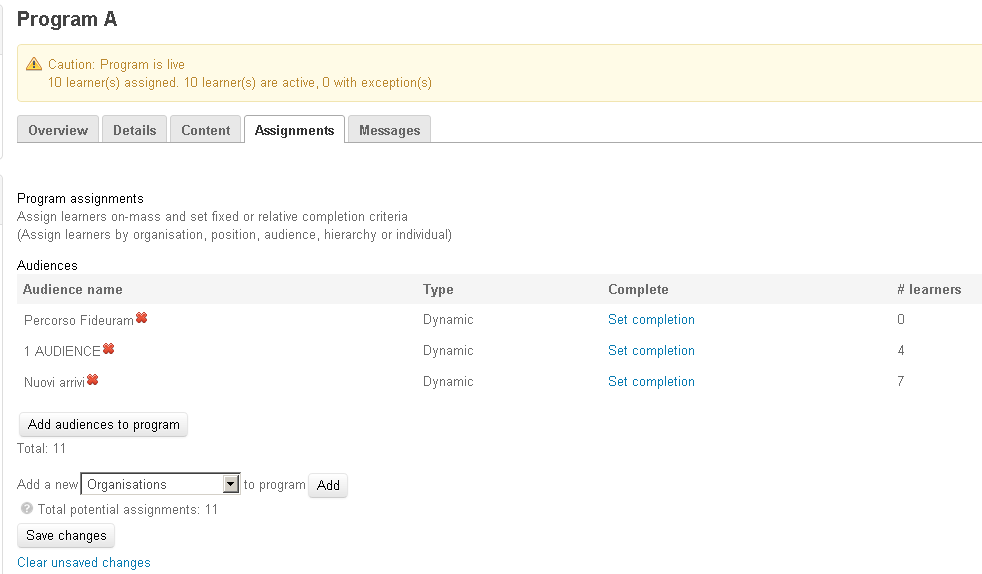 Program A
Caution: Program is live
10 learner(s) assigned. 10 learner(s) are active, 0 with exception(s)
Overview Details Content Assignments Messages
Program assignments
Assign learners on-mass and set fixed or relative completion criteria
(Assign learners by organisation, position, audience, hierarchy or individual)
Audiences
Audience name Type Complete # learners
Percorso Fideuram Dynamic Set completion 0
1 AUDIENCE Dynamic Set completion 4
Nuovi arrivi Dynamic Set completion 7
Add audiences to program
Total: 11
Add a new Organisations to program Add
? Total potential assignments: 11
Save changes
Clear unsaved changes